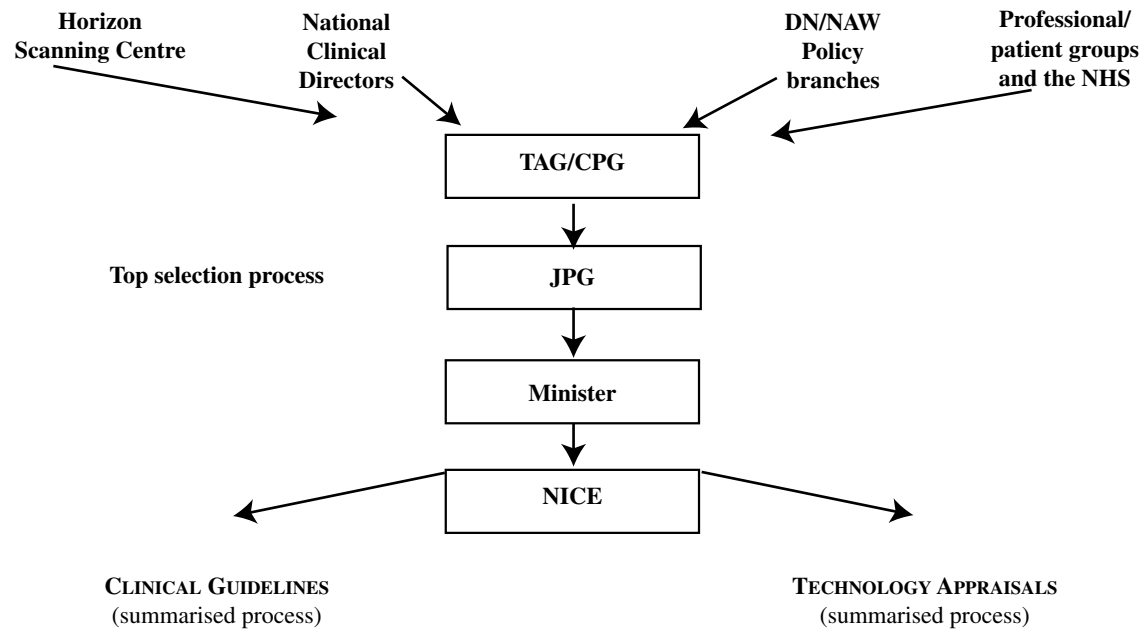 Horizon
Scanning Centre
National
Clinical
Directors
DN/NAW
Policy
branches
Professional/
patient groups
and the NHS
TAG/CPG
Top selection process
JPG
Minister
NICE
CLINICAL GUIDELINES
(summarised process)
TECHNOLOGY APPRAISALS
(summarised process)